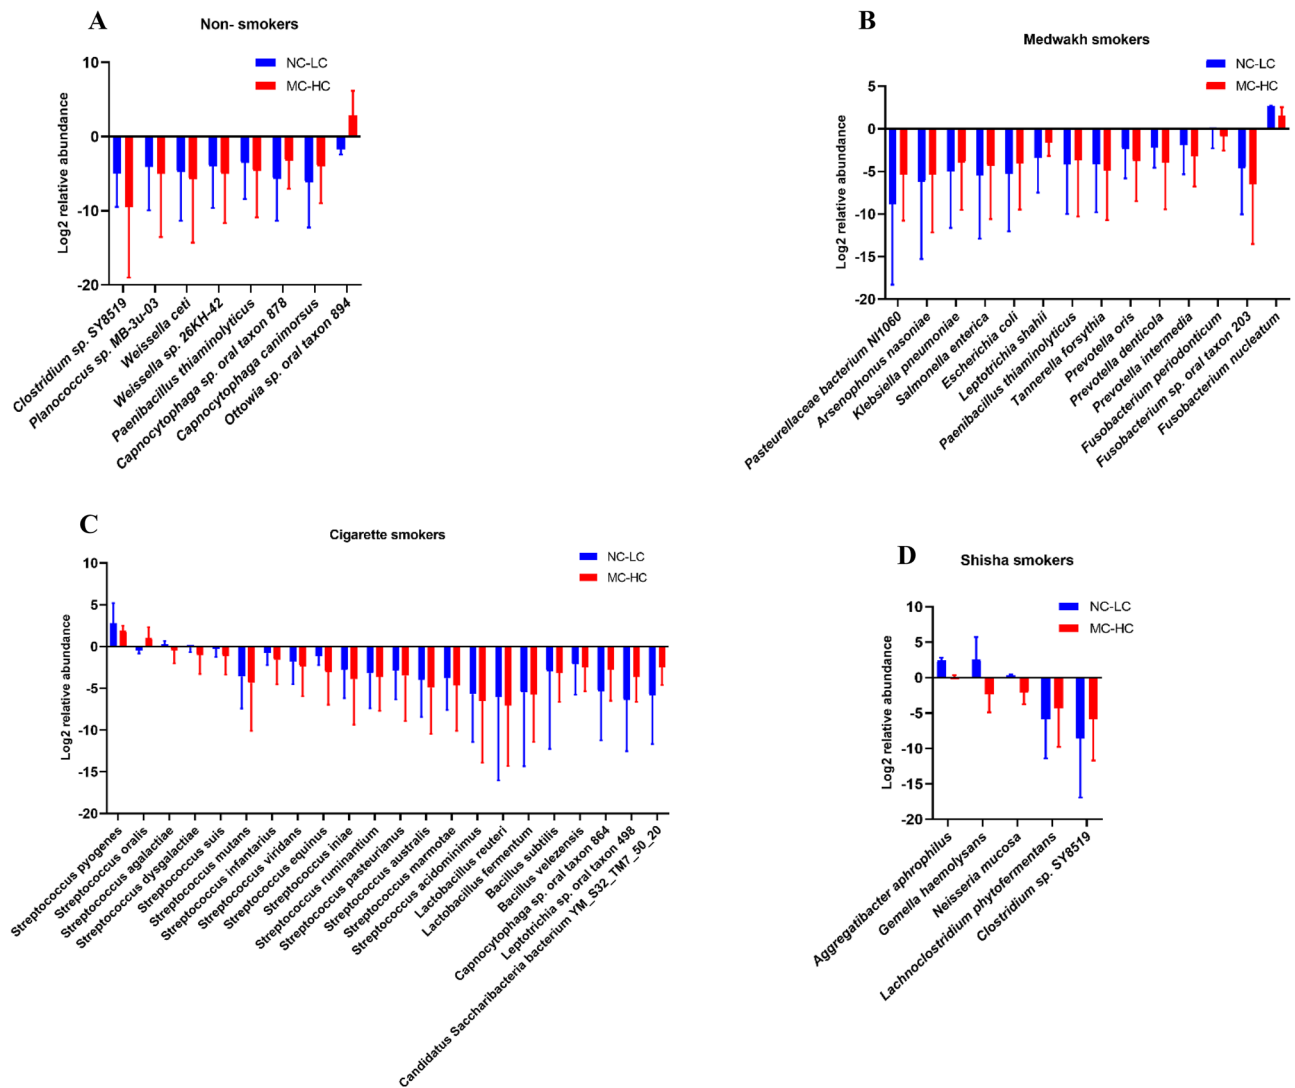 A
Non- smokers
NC-LC
MC-HC
Log2 relative abundance
10
0
-10
-20
Clostridium sp. SY8519
Planococcus sp. MB-3u-03
Weissella ceti
Weissella sp. 26KH-42
Paenibacillus thiaminolyticus
Capnocytophaga sp. oral taxon 878
Capnocytophaga canimorsus
Ottowia sp. oral taxon 894
B
Medwakh smokers
NC-LC
MC-HC
Log2 relative abundance
5
0
-5
-10
-15
-20
Pasteurellaceae bacterium NI1060
Arsenophonus nasoniae
Klebsiella pneumoniae
Salmonella enterica
Escherichia coli
Leptotrichia shahii
Paenibacillus thiaminolyticus
Tannerella forsythia
Prevotella oris
Prevotella denticola
Prevotella intermedia
Fusobacterium periodonticum
Fusobacterium sp. oral taxon 203
Fusobacterium nucleatum
C
Cigarette smokers
NC-LC
MC-HC
Log2 relative abundance
10
5
0
-5
-10
-15
-20
Streptococcus pyogenes
Streptococcus oralis
Streptococcus agalactiae
Streptococcus dysgalactiae
Streptococcus suis
Streptococcus mutans
Streptococcus infantarius
Streptococcus viridans
Streptococcus equinus
Streptococcus iniae
Streptococcus ruminantium
Streptococcus pasteurianus
Streptococcus australis
Streptococcus marmotae
Streptococcus acidominimus
Lactobacillus reuteri
Lactobacillus fermentum
Bacillus subtilis
Bacillus velezensis
Capnocytophaga sp. oral taxon 864
Leptotrichia sp. oral taxon 498
Candidatus Saccharibacteria bacterium YM_S32_TM7_50_20
D
Shisha smokers
NC-LC
MC-HC
Log2 relative abundance
10
5
0
-5
-10
-15
-20
Aggregatibacter aphrophilus
Gemella haemolysans
Neisseria mucosa
Lachnoclostridium phytofermentans
Clostridium sp. SY8519